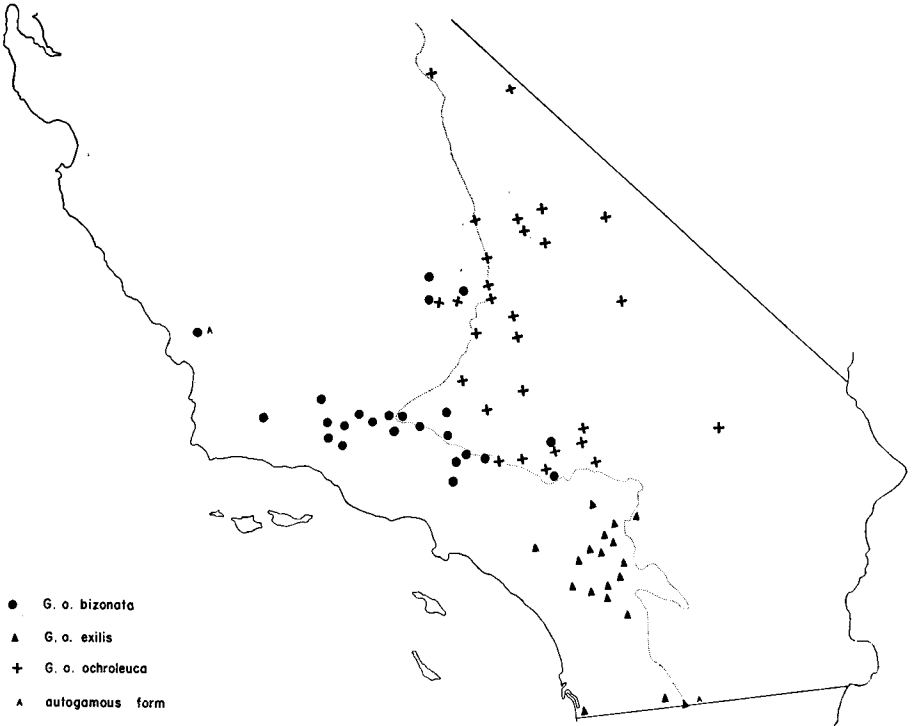 G. o. bizonata
G. o. exilis
G. o. ochroleuca
autogamous form